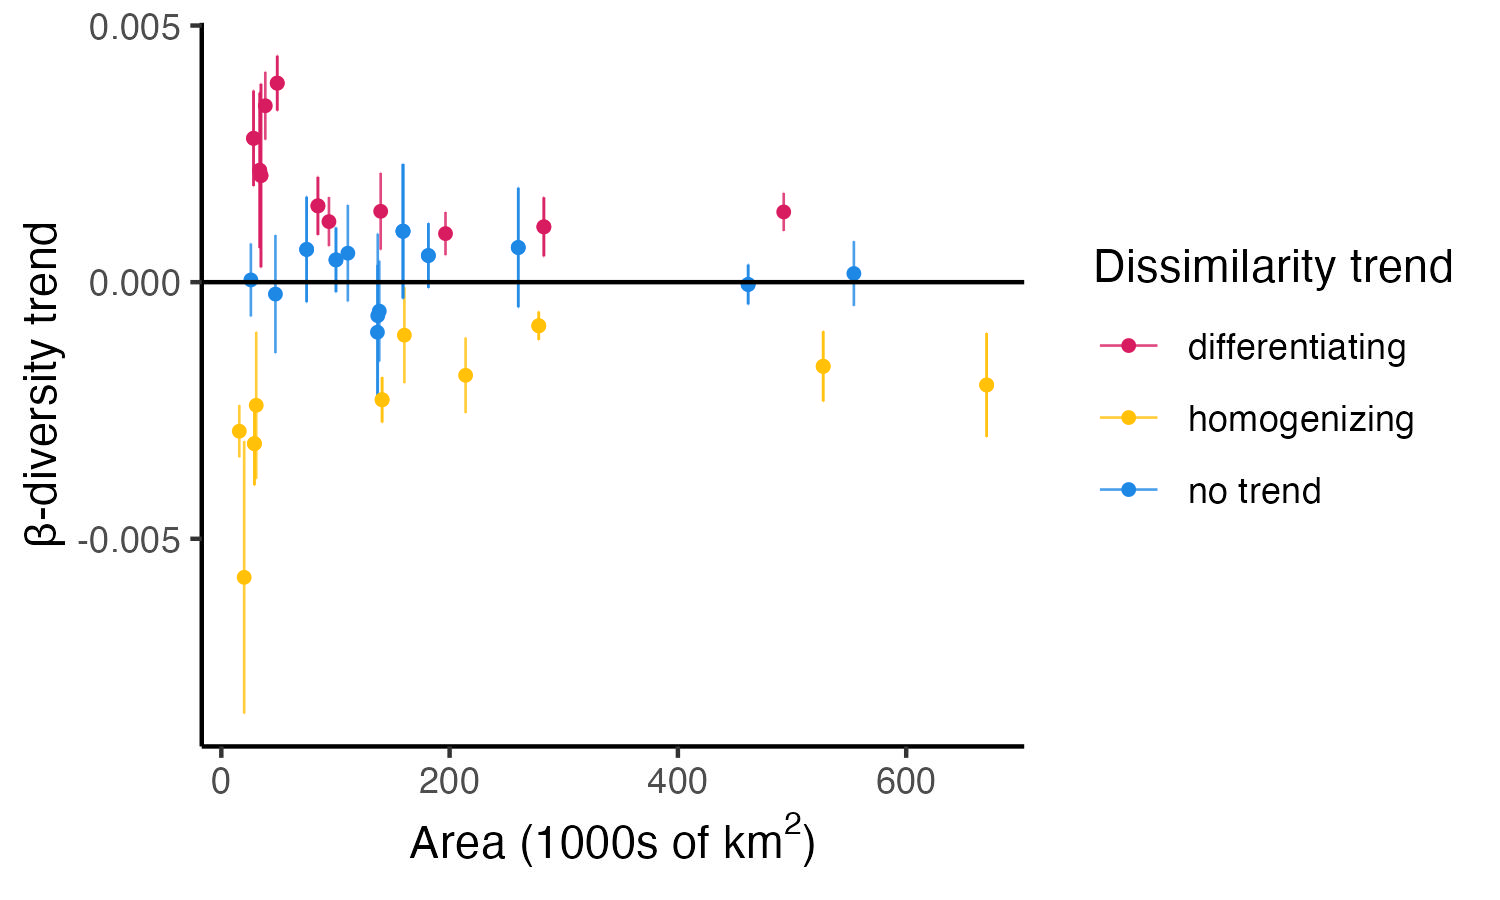 0.005
0.000
-0.005
β-diversity trend
0
200
400
600
Area (1000s of km²)
Dissimilarity trend
differentiating
homogenizing
no trend